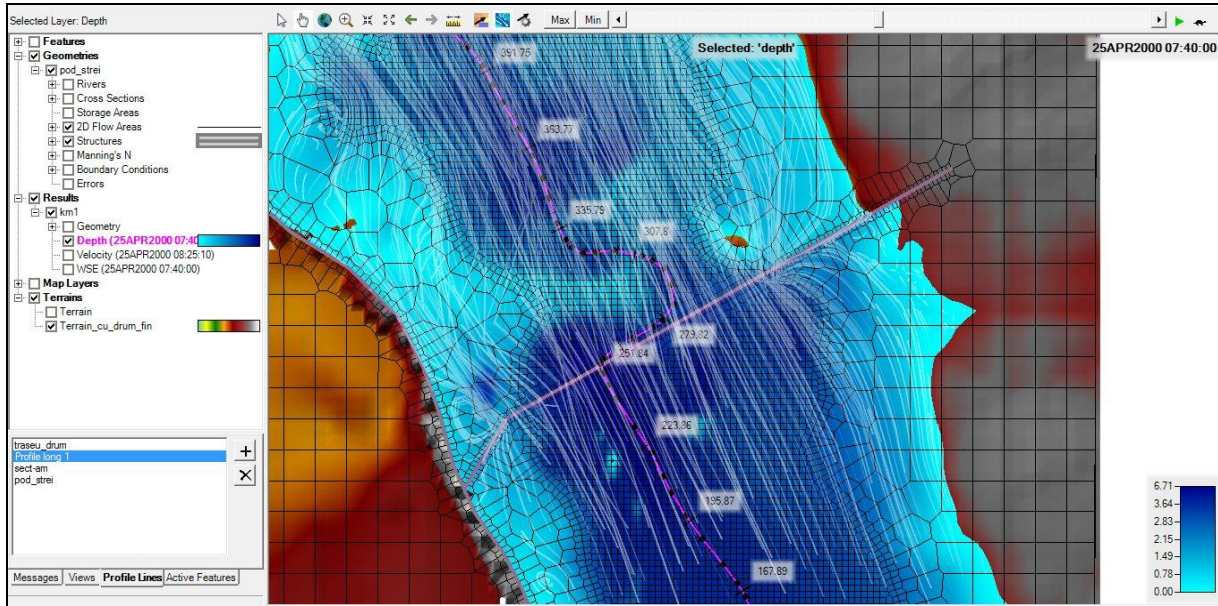 Selected Layer: Depth
Max
Min
Features
Geometries
pod_strei
Rivers
Cross Sections
Storage Areas
2D Flow Areas
Structures
Manning's N
Boundary Conditions
Errors
Results
km1
Geometry
Depth (25APR2000 07:40
Velocity (25APR2000 08:25:10)
WSE (25APR2000 07:40:00)
Map Layers
Terrains
Terrain
Terrain_cu_drum_fin
traseu_drum
Profile long 1
sect-am
pod_strei
Messages Views Profile Lines Active Features
Selected: 'depth'
25APR2000 07:40:00
391.75
363.77
335.79
307.8
279.82
251.84
223.86
195.87
167.89
6.71
3.64
2.83
2.15
1.49
0.78
0.00